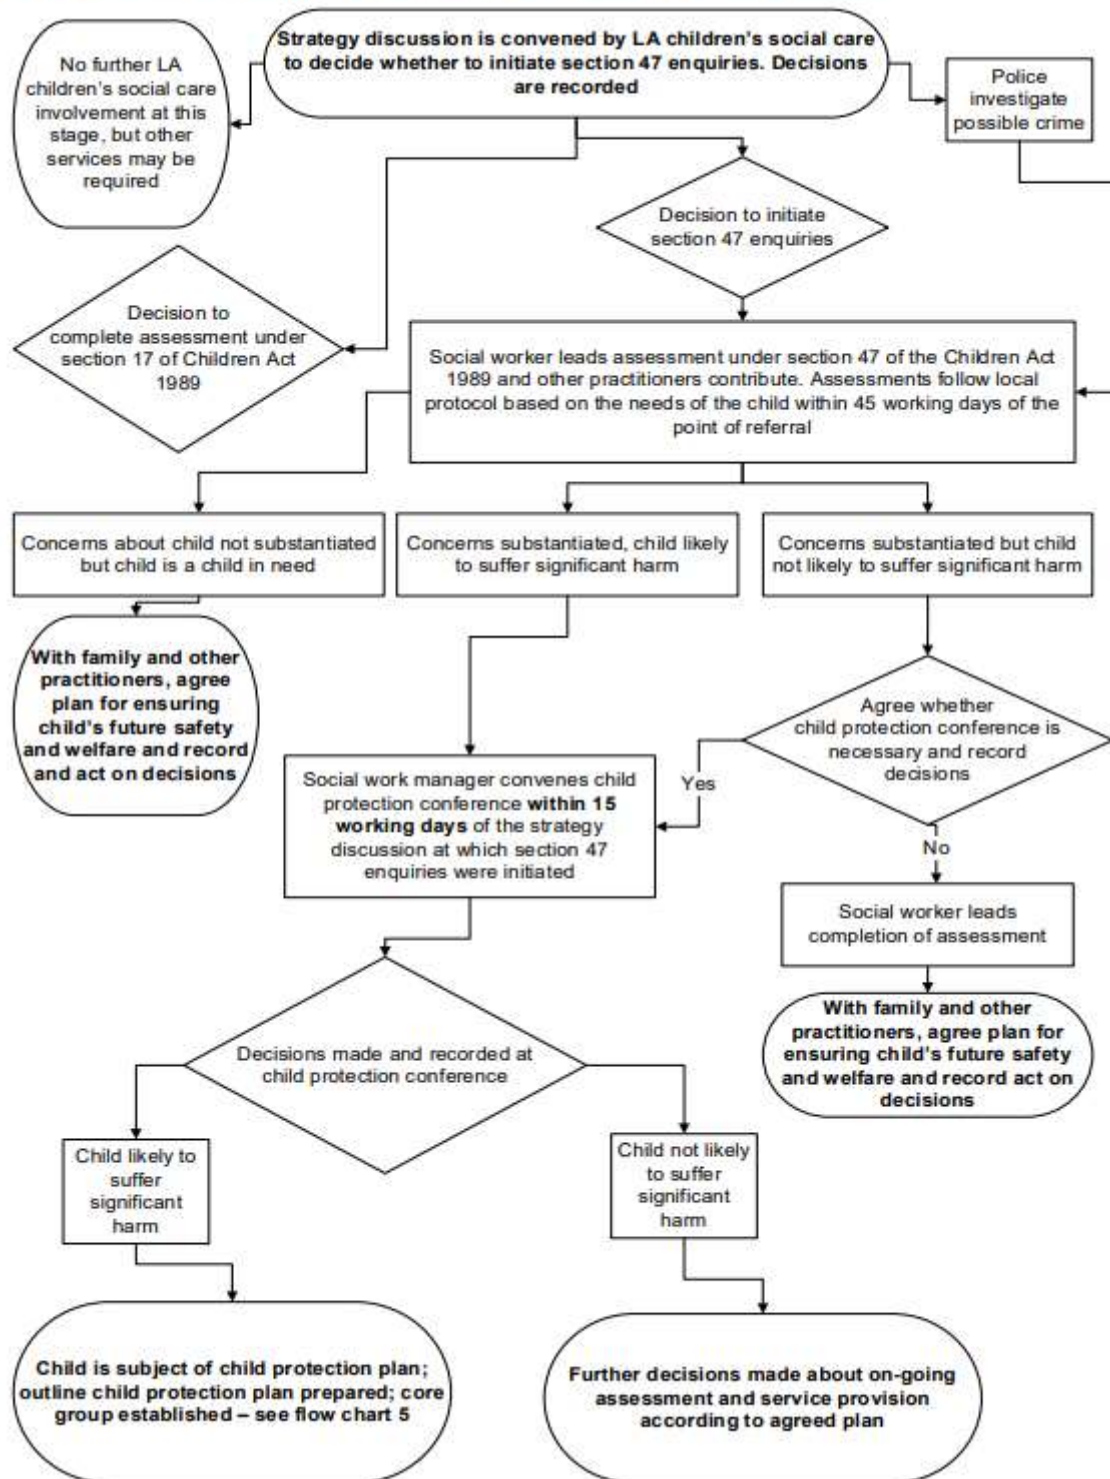 Strategy discussion is convened by LA children's social care
to decide whether to initiate section 47 enquiries. Decisions
are recorded
No further LA
children's social care
involvement at this
stage, but other
services may be
required
Police
investigate
possible crime
Decision to initiate
section 47 enquiries
Decision to
complete assessment under
section 17 of Children Act
1989
Social worker leads assessment under section 47 of the Children Act
1989 and other practitioners contribute. Assessments follow local
protocol based on the needs of the child within 45 working days of the
point of referral
Concerns about child not substantiated
but child is a child in need
Concerns substantiated, child likely
to suffer significant harm
Concerns substantiated but child
not likely to suffer significant harm
With family and other
practitioners, agree
plan for ensuring
child's future safety
and welfare and record
and act on decisions
Agree whether
child protection conference is
necessary and record
decisions
Yes
Social work manager convenes child
protection conference within 15
working days of the strategy
discussion at which section 47
enquiries were initiated
No
Social worker leads
completion of assessment
With family and other
practitioners, agree plan for
ensuring child's future safety
and welfare and record act on
decisions
Decisions made and recorded at
child protection conference
Child likely to
suffer
significant
harm
Child not likely
to suffer
significant
harm
Child is subject of child protection plan;
outline child protection plan prepared; core
group established – see flow chart 5
Further decisions made about on-going
assessment and service provision
according to agreed plan